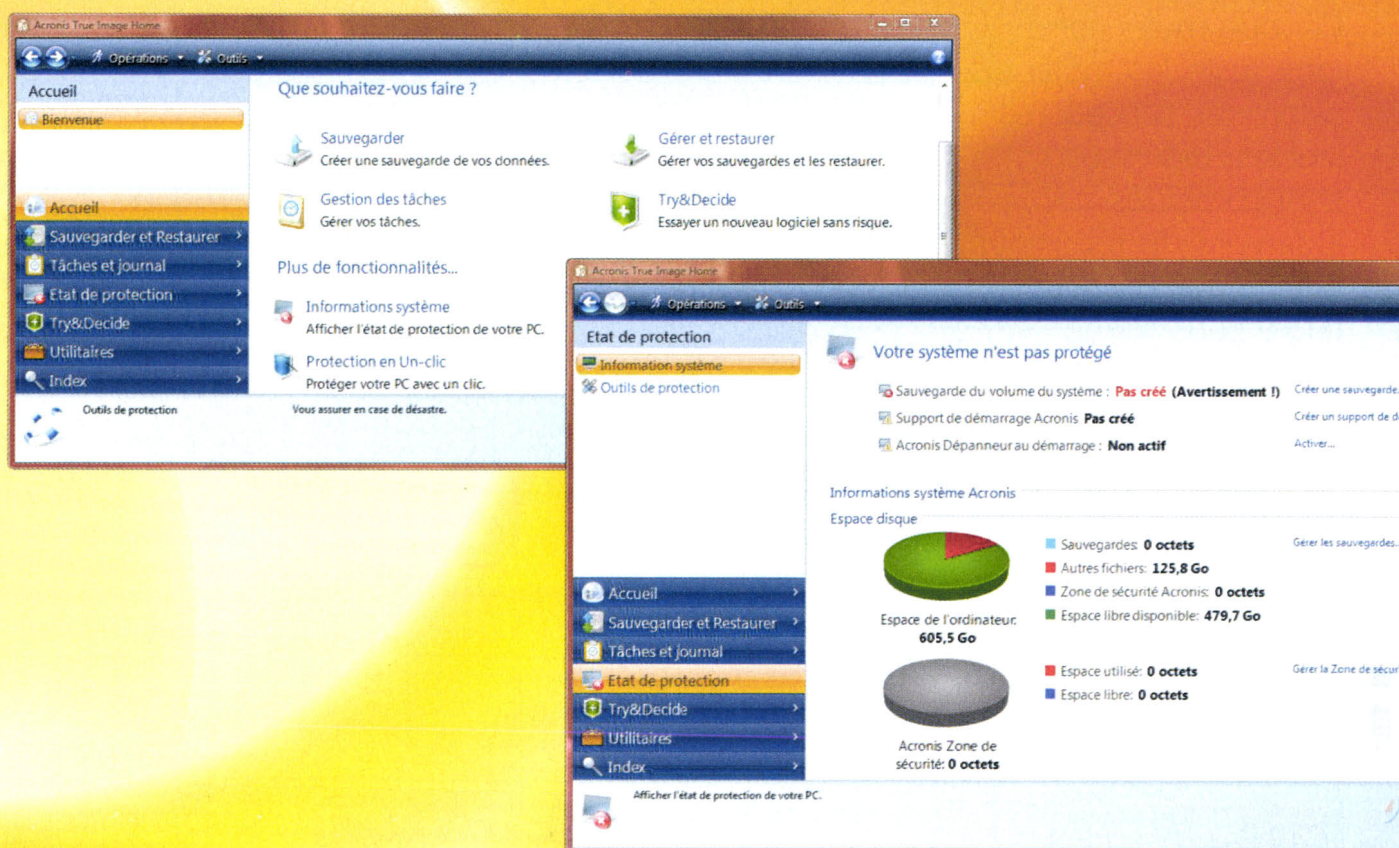 Acronis True Image Home
Opérations Outils
Accueil
Bienvenue
Accueil
Sauvegarder et Restaurer
Tâches et journal
Etat de protection
Try&Decide
Utilitaires
Index
Que souhaitez-vous faire ?
Sauvegarder
Créer une sauvegarde de vos données.
Gérer et restaurer
Gérer vos sauvegardes et les restaurer.
Gestion des tâches
Gérer vos tâches.
Try&Decide
Essayer un nouveau logiciel sans risque.
Plus de fonctionnalités...
Informations système
Afficher l'état de protection de votre PC.
Protection en Un-clic
Protéger votre PC avec un clic.
Outils de protection
Vous assurer en case de désastre.
Acronis True Image Home
Opérations Outils
Etat de protection
Information système
Outils de protection
Accueil
Sauvegarder et Restaurer
Tâches et journal
Etat de protection
Try&Decide
Utilitaires
Index
Votre système n'est pas protégé
Sauvegarde du volume du système : Pas créé (Avertissement !) Créer une sauvegarde.
Support de démarrage Acronis Pas créé Créer un support de d
Acronis Dépanneur au démarrage : Non actif Activer...
Informations système Acronis
Espace disque
Sauvegardes: 0 octets Gérer les sauvegardes..
Autres fichiers: 125,8 Go
Zone de sécurité Acronis: 0 octets
Espace libre disponible: 479,7 Go
Espace de l'ordinateur:
605,5 Go
Espace utilisé: 0 octets Gérer la Zone de sécur
Espace libre: 0 octets
Acronis Zone de
sécurité: 0 octets
Afficher l'état de protection de votre PC.